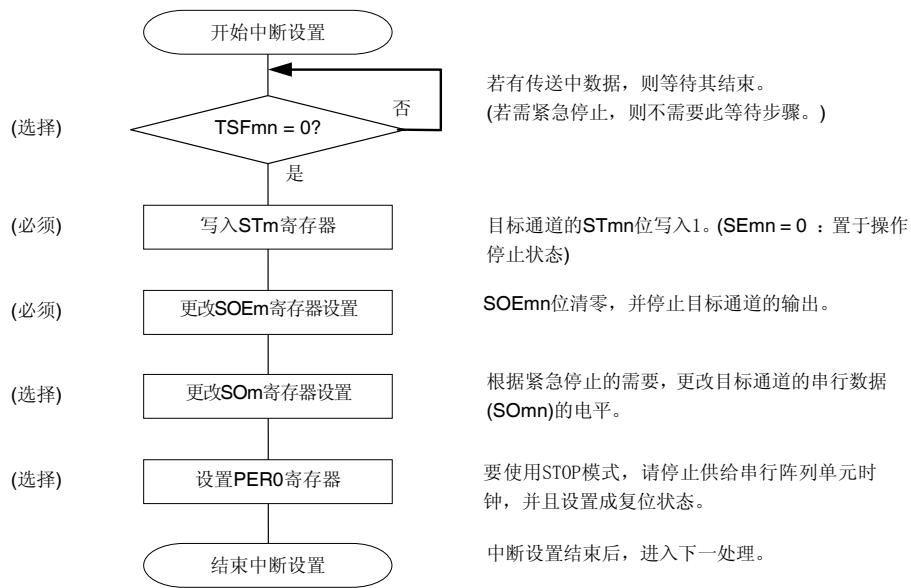 开始中断设置
若有传送中数据，则等待其结束。
否
(若需紧急停止，则不需要此等待步骤。)
(选择)
TSFmn = 0?
是
(必须)
写入STm寄存器
目标通道的STmn位写入1。(SEmn = 0 ：置于操作
停止状态)
(必须)
更改SOEm寄存器设置
SOEmn位清零，并停止目标通道的输出。
(选择)
更改SOm寄存器设置
根据紧急停止的需要，更改目标通道的串行数据
(SOmn)的电平。
(选择)
设置PER0寄存器
要使用STOP模式，请停止供给串行阵列单元时
钟，并且设置成复位状态。
结束中断设置
中断设置结束后，进入下一处理。